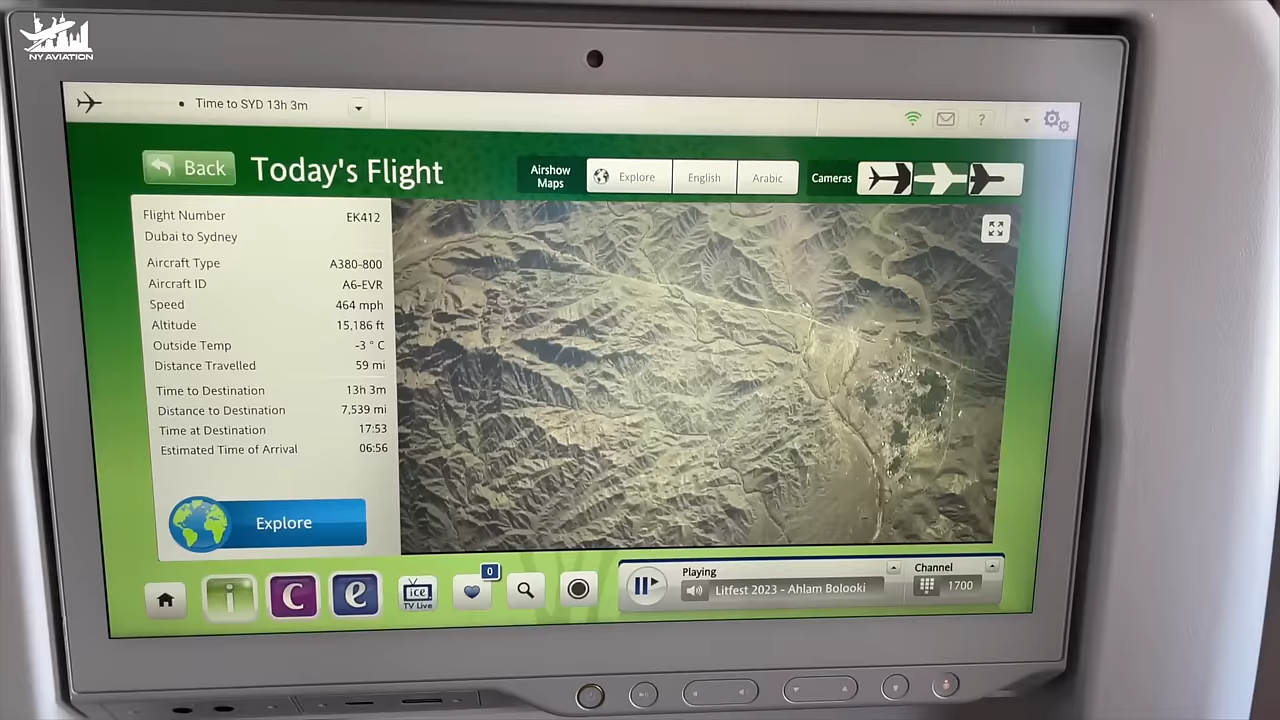 NY AVIATION
Time to SYD 13h 3m
?
Back
Today's Flight
Airshow
Maps
Explore
English
Arabic
Cameras
Flight Number EK412
Dubai to Sydney
Aircraft Type A380-800
Aircraft ID A6-EVR
Speed 464 mph
Altitude 15,186 ft
Outside Temp -3 ° C
Distance Travelled 59 mi
Time to Destination 13h 3m
Distance to Destination 7,539 mi
Time at Destination 17:53
Estimated Time of Arrival 06:56
Explore
i
C
e
ice
TV Live
0
Playing
Litfest 2023 - Ahlam Bolooki
Channel
1700